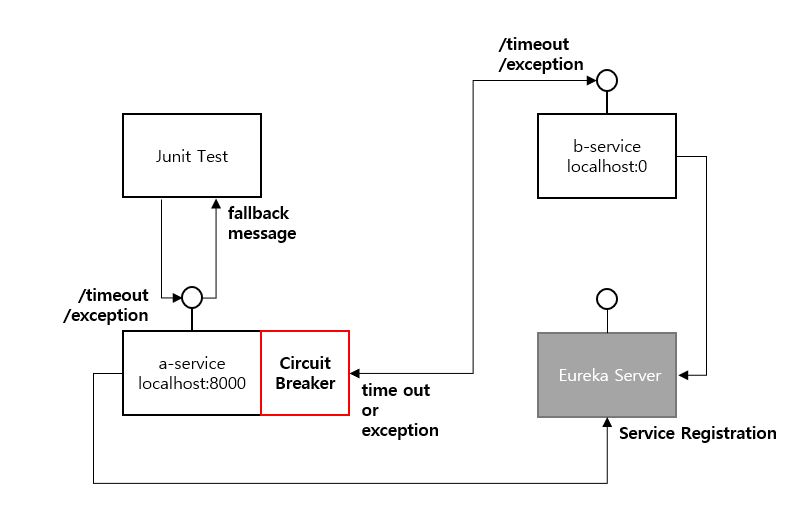 /timeout
/exception
Junit Test
b-service
localhost:0
fallback
message
/timeout
/exception
a-service
localhost:8000
Circuit
Breaker
time out
or
exception
Eureka Server
Service Registration